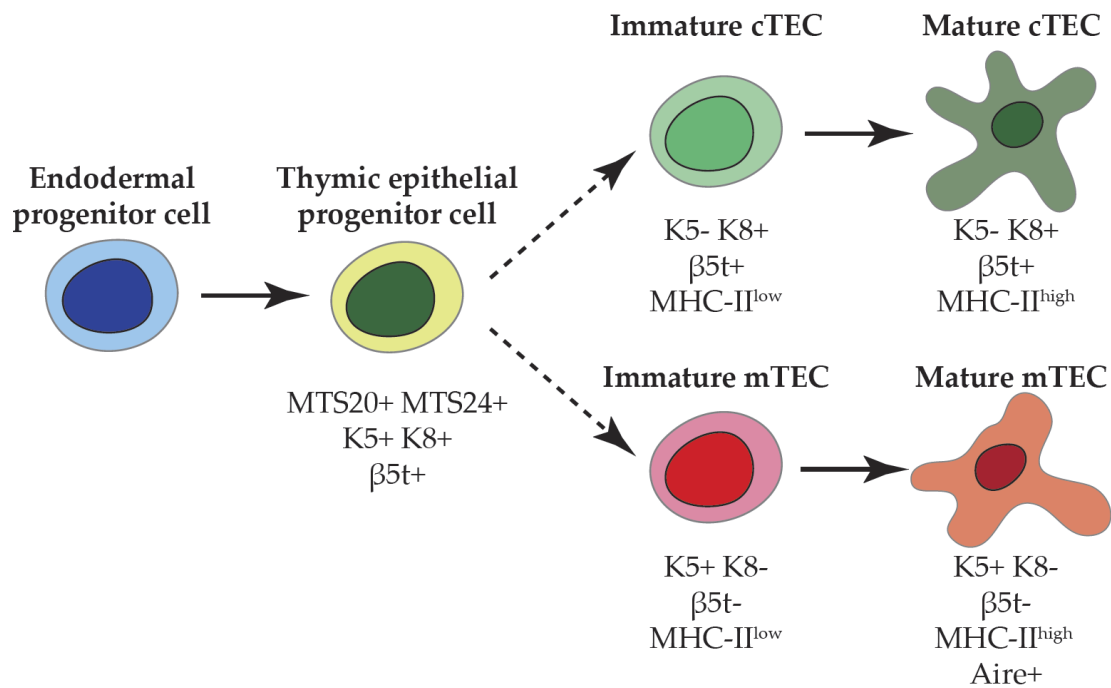 Endodermal
progenitor cell
Thymic epithelial
progenitor cell
MTS20+ MTS24+
K5+ K8+
β5t+
Immature cTEC
K5- K8+
β5t+
MHC-IIlow
Mature cTEC
K5- K8+
β5t+
MHC-IIhigh
Immature mTEC
K5+ K8-
β5t-
MHC-IIlow
Mature mTEC
K5+ K8-
β5t-
MHC-IIhigh
Aire+